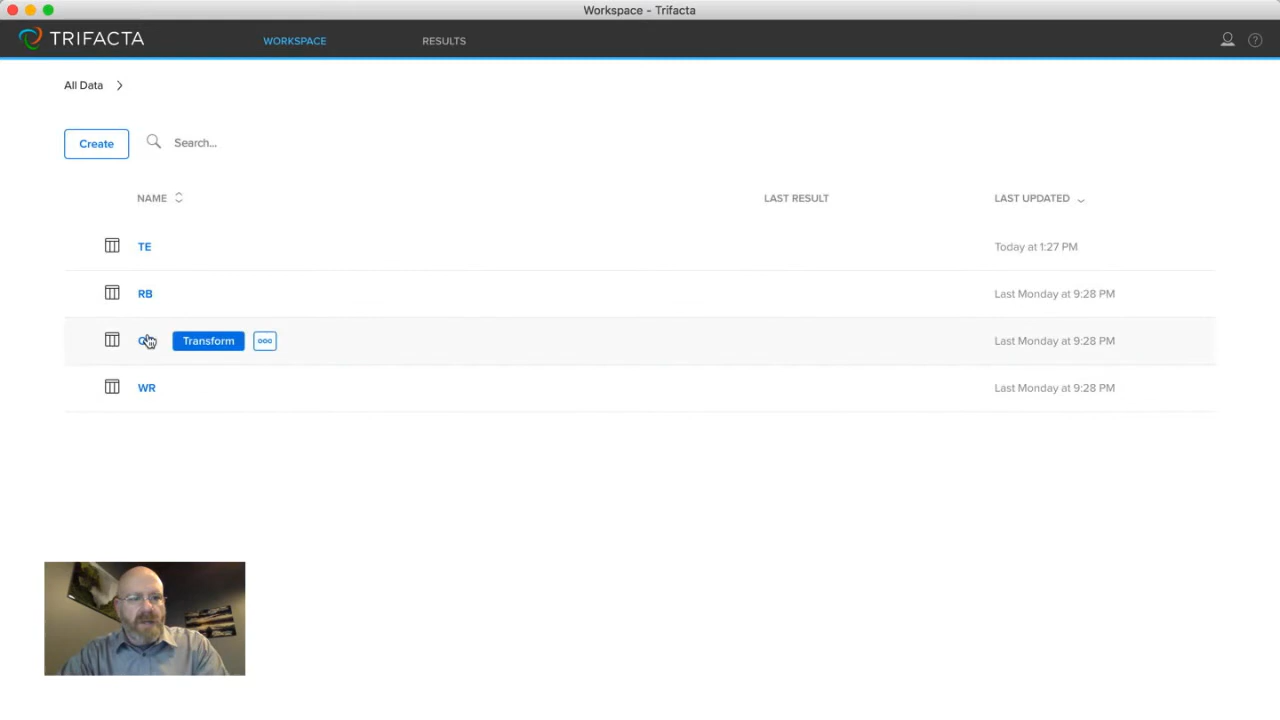 Workspace - Trifacta
TRIFACTA WORKSPACE RESULTS
All Data
Create Search...
NAME LAST RESULT LAST UPDATED
TE Today at 1:27 PM
RB Last Monday at 9:28 PM
Transform Last Monday at 9:28 PM
WR Last Monday at 9:28 PM